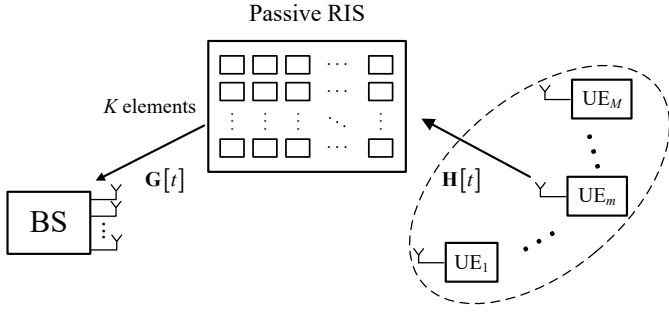 Passive RIS
K elements
G[t]
H[t]
BS
UE_M
UE_m
UE_1